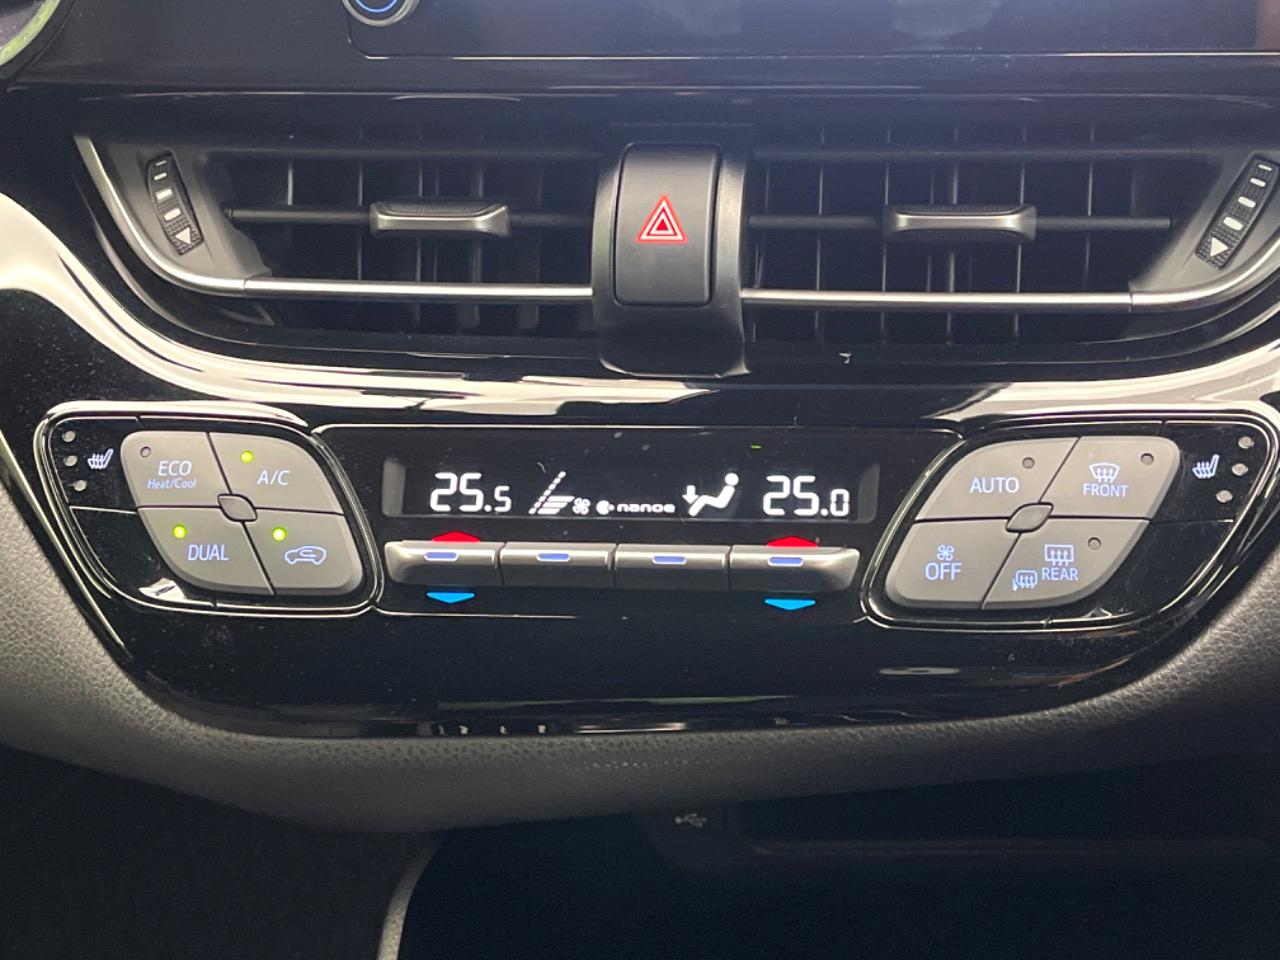 ECO
Heat/Cool
A/C
DUAL
25.5
nanoe
25.0
AUTO
FRONT
OFF
REAR